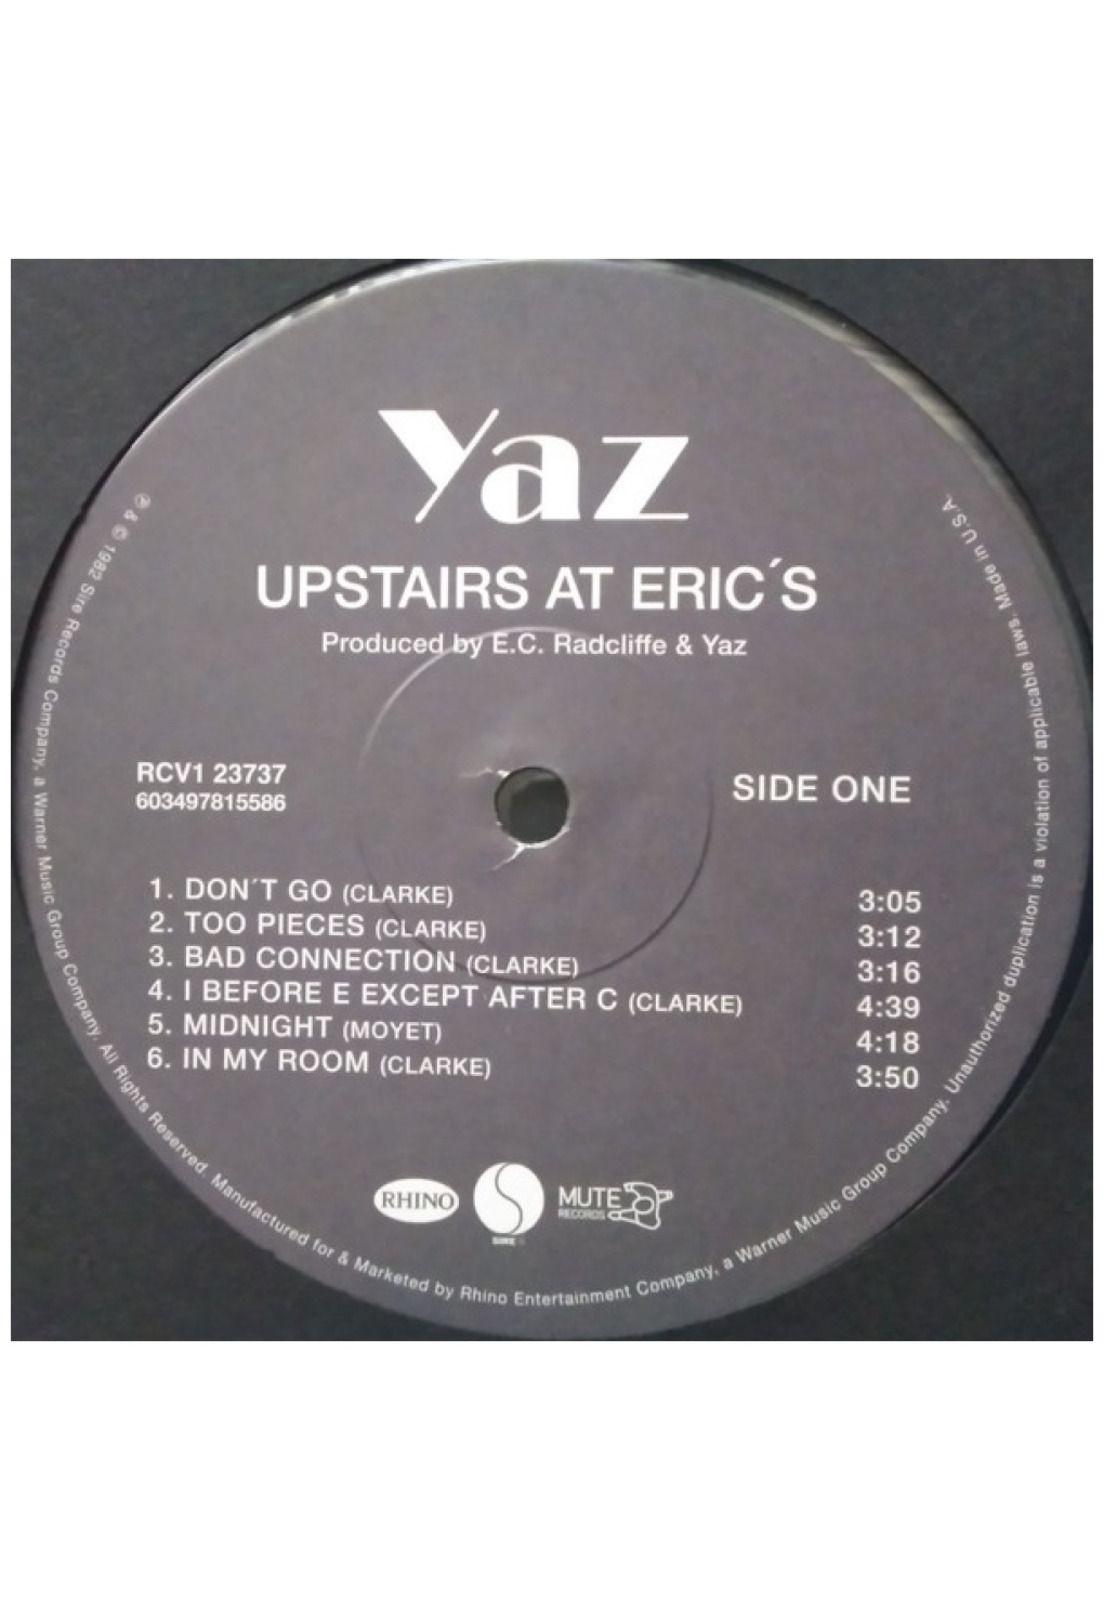 Yaz
UPSTAIRS AT ERIC´S
Produced by E.C. Radcliffe & Yaz
RCV1 23737
603497815586
SIDE ONE
1. DON´T GO (CLARKE) 3:05
2. TOO PIECES (CLARKE) 3:12
3. BAD CONNECTION (CLARKE) 3:16
4. I BEFORE E EXCEPT AFTER C (CLARKE) 4:39
5. MIDNIGHT (MOYET) 4:18
6. IN MY ROOM (CLARKE) 3:50
RHINO
SIRE
MUTE
RECORDS
℗ & © 1982 Sire Records Company, a Warner Music Group Company. All Rights Reserved. Manufactured for & Marketed by Rhino Entertainment Company, a Warner Music Group Company. Unauthorized duplication is a violation of applicable laws. Made in U.S.A.